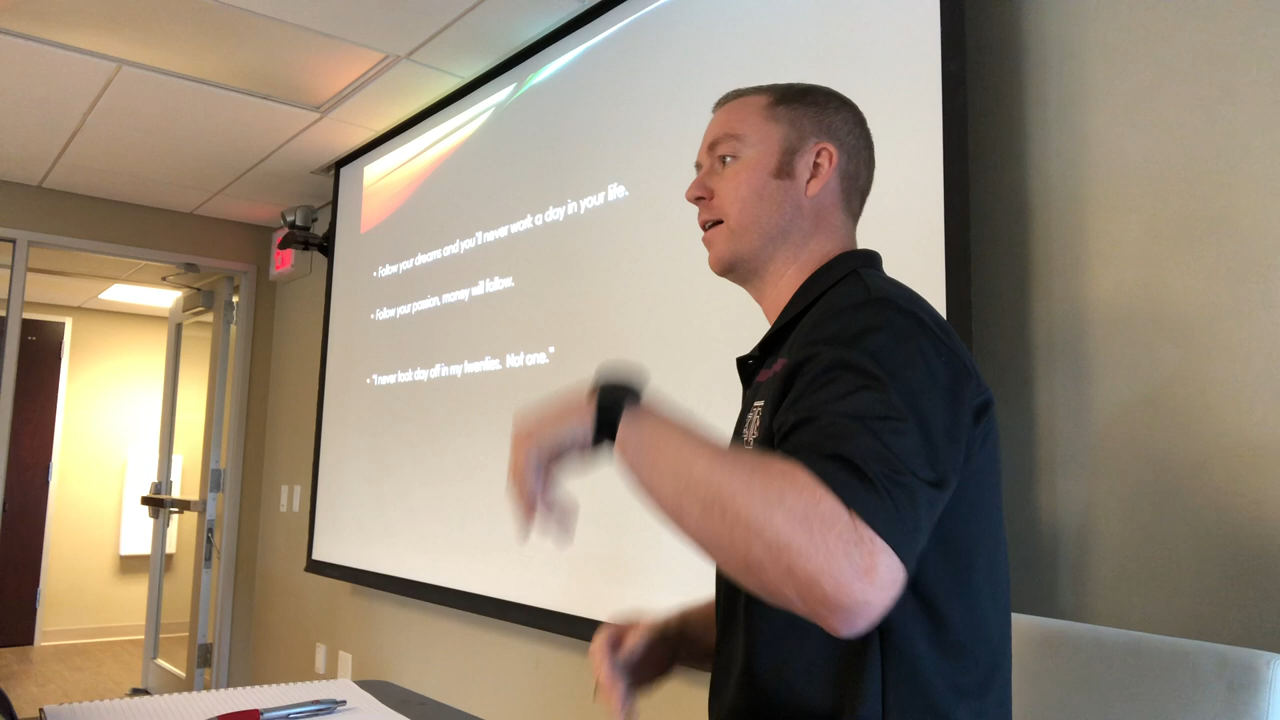 • Follow your dreams and you'll never work a day in your life.
• Follow your passion, money will follow.
• "I never took day off in my twenties. Not one."